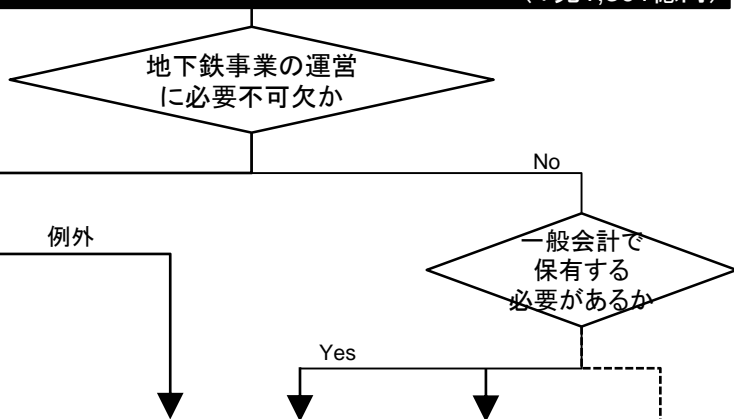 地下鉄事業の運営
に必要不可欠か
No
例外
一般会計で
保有する
必要があるか
Yes